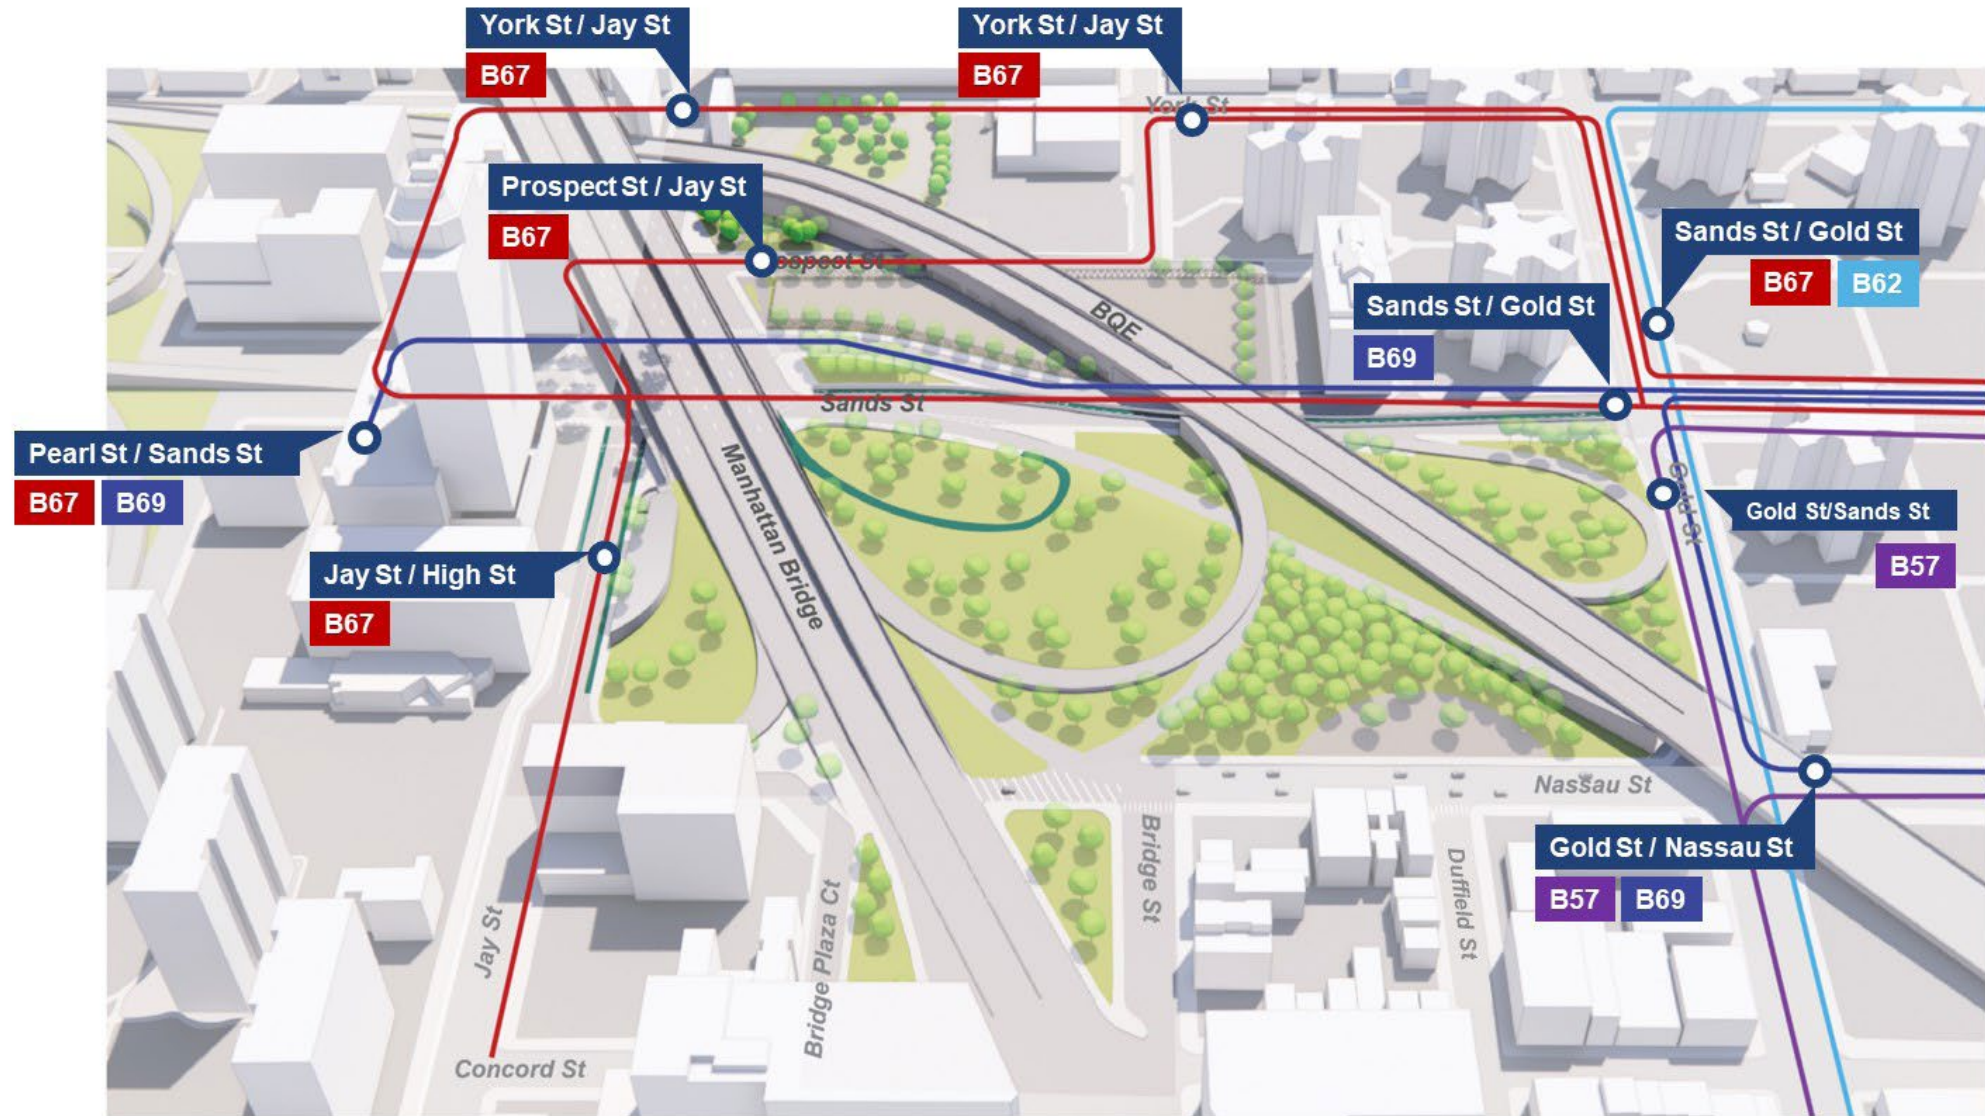 York St / Jay St
B67
York St / Jay St
B67
York St
Prospect St / Jay St
B67
Prospect St
Sands St / Gold St
B67 B62
BQE
Sands St / Gold St
B69
Sands St
Pearl St / Sands St
B67 B69
Manhattan Bridge
Gold St
Gold St/Sands St
B57
Jay St / High St
B67
Nassau St
Gold St / Nassau St
B57 B69
Bridge St
Duffield St
Bridge Plaza Ct
Jay St
Concord St